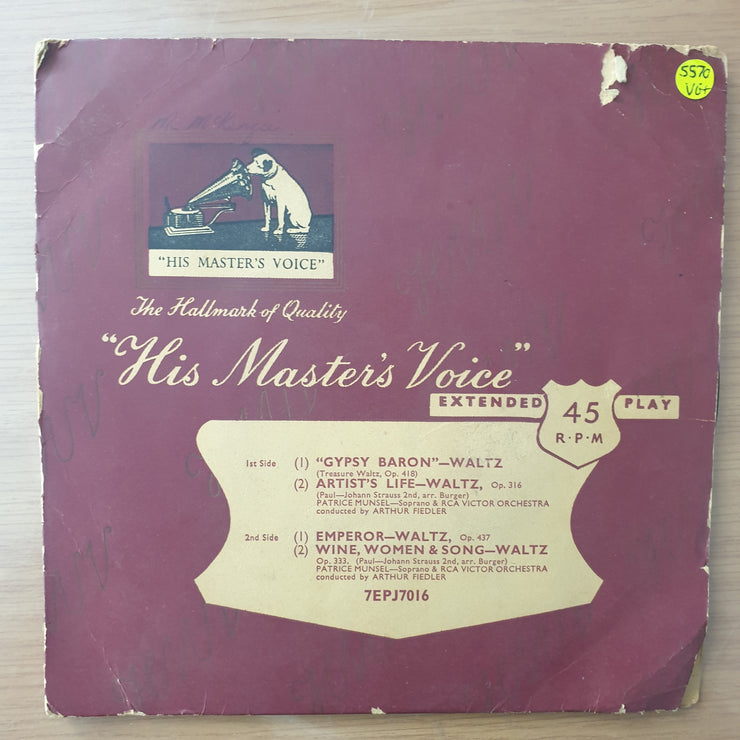 5570
VG+
"HIS MASTER'S VOICE"
The Hallmark of Quality
"His Master's Voice"
EXTENDED 45 PLAY
R·P·M
1st Side (1) "GYPSY BARON"—WALTZ
(Treasure Waltz, Op. 418)
(2) ARTIST'S LIFE—WALTZ, Op. 316
(Paul—Johann Strauss 2nd, arr. Burger)
PATRICE MUNSEL—Soprano & RCA VICTOR ORCHESTRA
conducted by ARTHUR FIEDLER
2nd Side (1) EMPEROR—WALTZ, Op. 437
(2) WINE, WOMEN & SONG—WALTZ
Op. 333. (Paul—Johann Strauss 2nd, arr. Burger)
PATRICE MUNSEL—Soprano & RCA VICTOR ORCHESTRA
conducted by ARTHUR FIEDLER
7EPJ7016